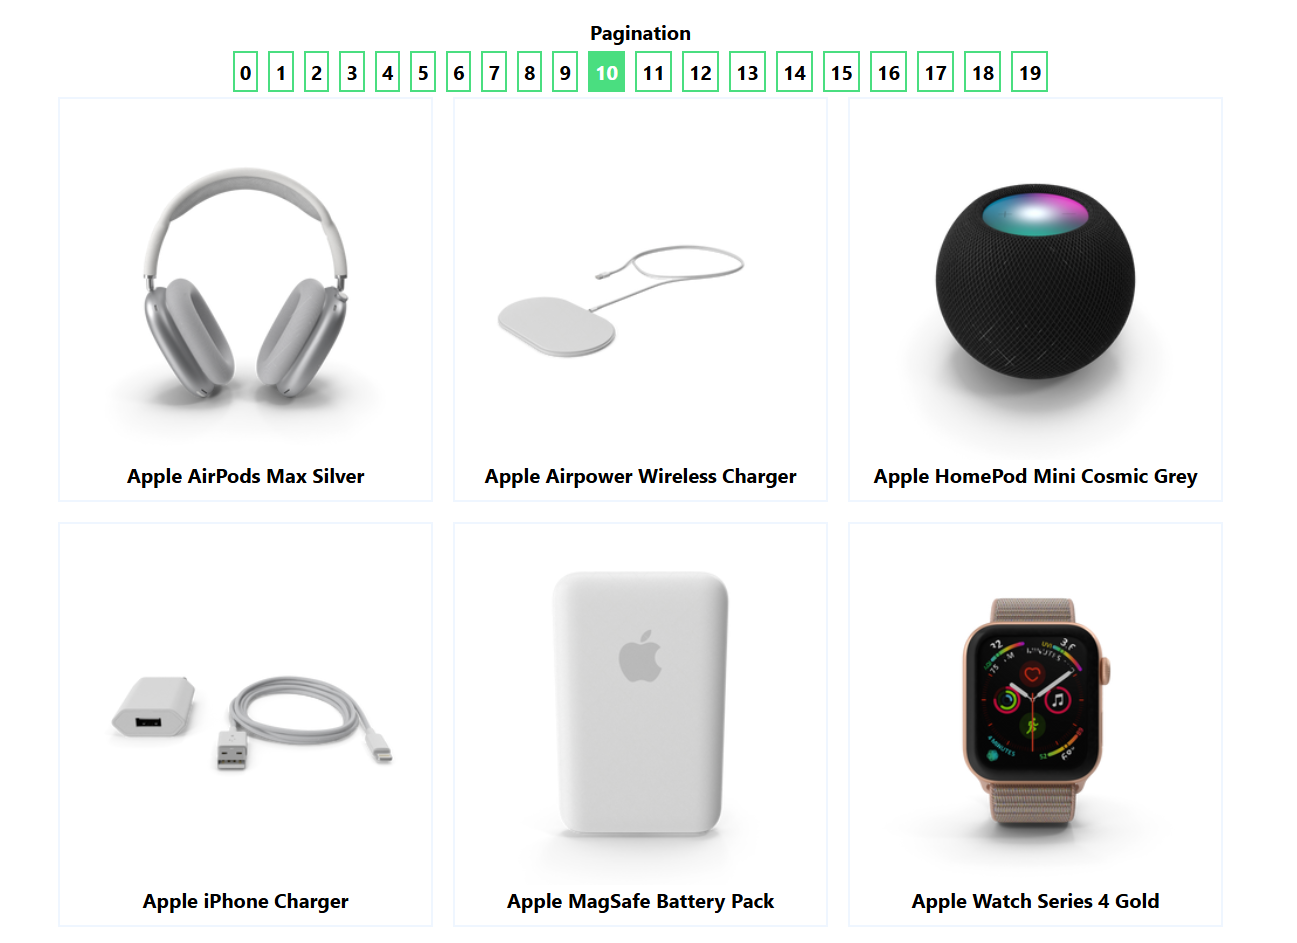 Pagination
0 1 2 3 4 5 6 7 8 9 10 11 12 13 14 15 16 17 18 19
Apple AirPods Max Silver
Apple Airpower Wireless Charger
Apple HomePod Mini Cosmic Grey
Apple iPhone Charger
Apple MagSafe Battery Pack
Apple Watch Series 4 Gold